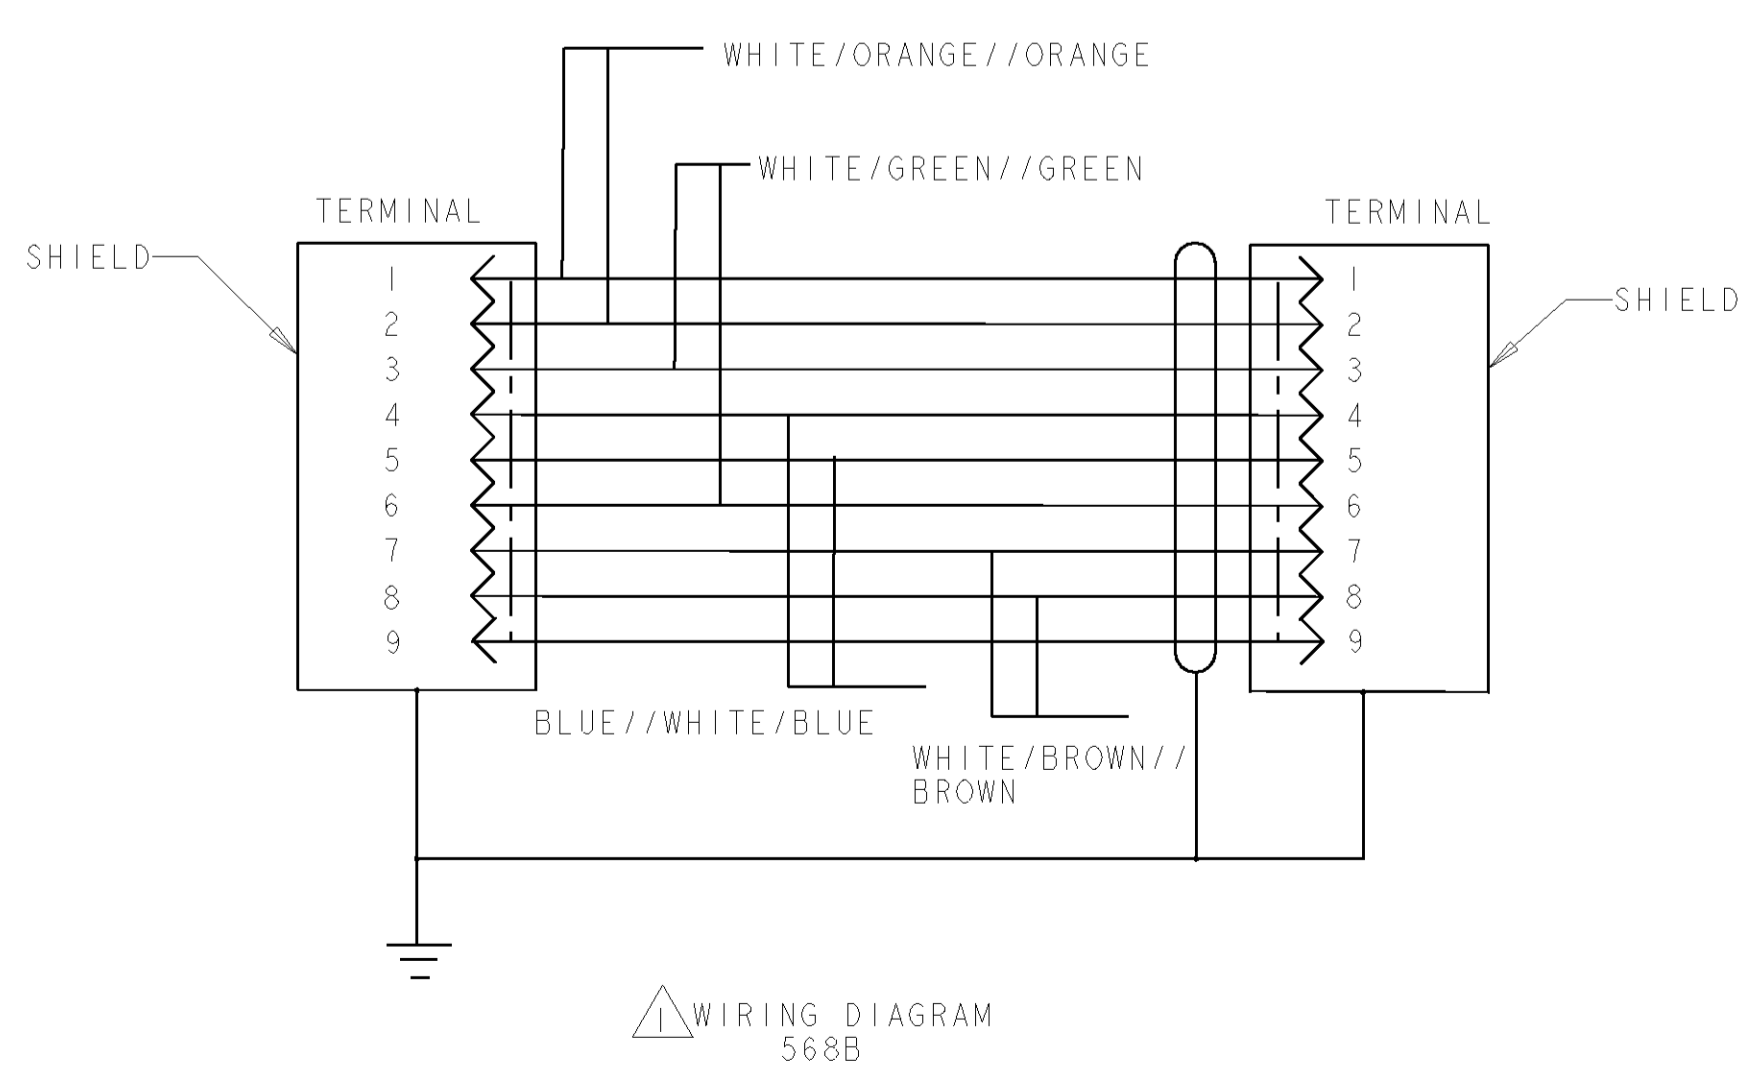 WHITE/ORANGE//ORANGE
WHITE/GREEN//GREEN
TERMINAL
TERMINAL
SHIELD
SHIELD
1
2
3
4
5
6
7
8
9
1
2
3
4
5
6
7
8
9
BLUE//WHITE/BLUE
WHITE/BROWN//
BROWN
1 WIRING DIAGRAM
568B